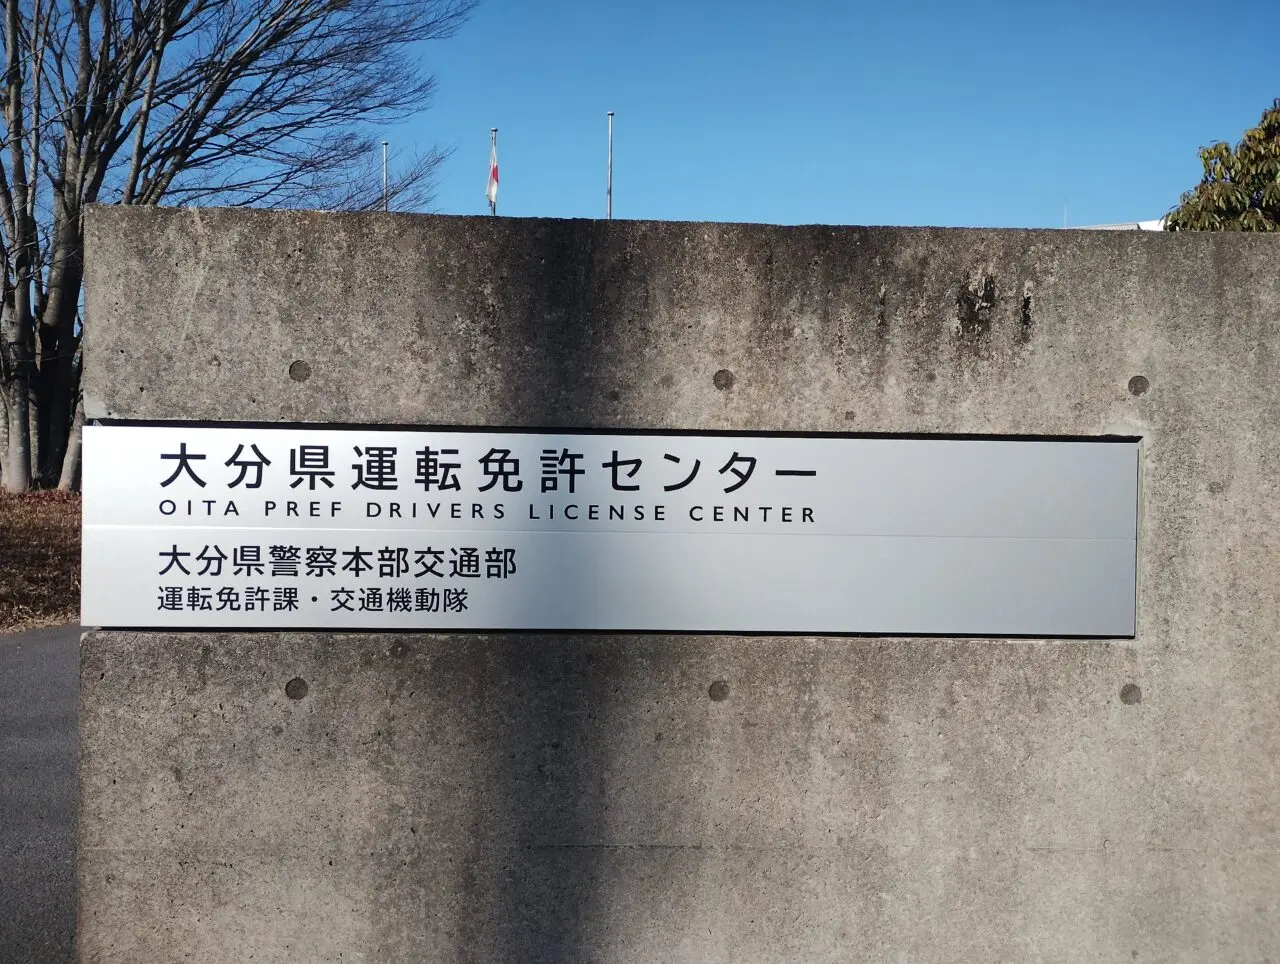 大分県運転免許センター
OITA PREF DRIVERS LICENSE CENTER
大分県警察本部交通部
運転免許課・交通機動隊